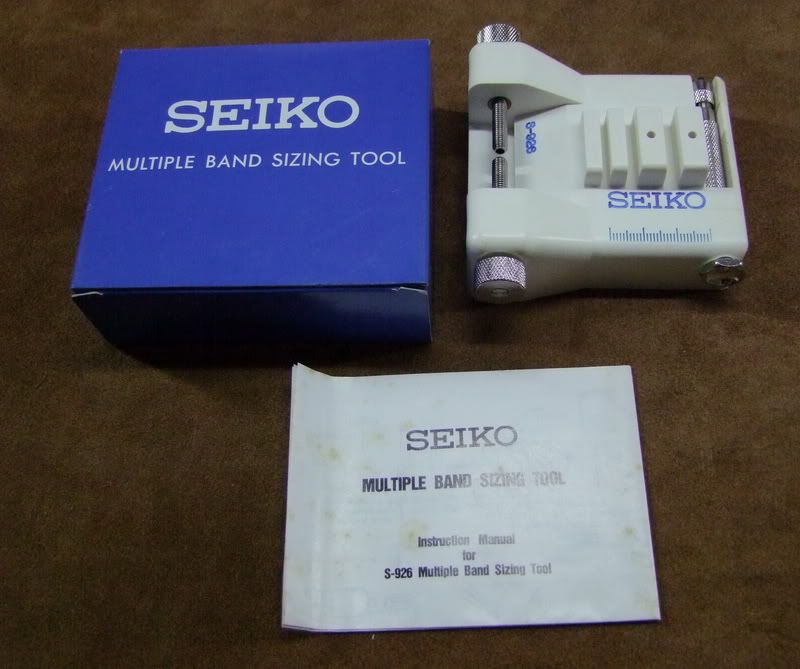 SEIKO
MULTIPLE BAND SIZING TOOL
S-926
SEIKO
SEIKO
MULTIPLE BAND SIZING TOOL
Instruction Manual
for
S-926 Multiple Band Sizing Tool